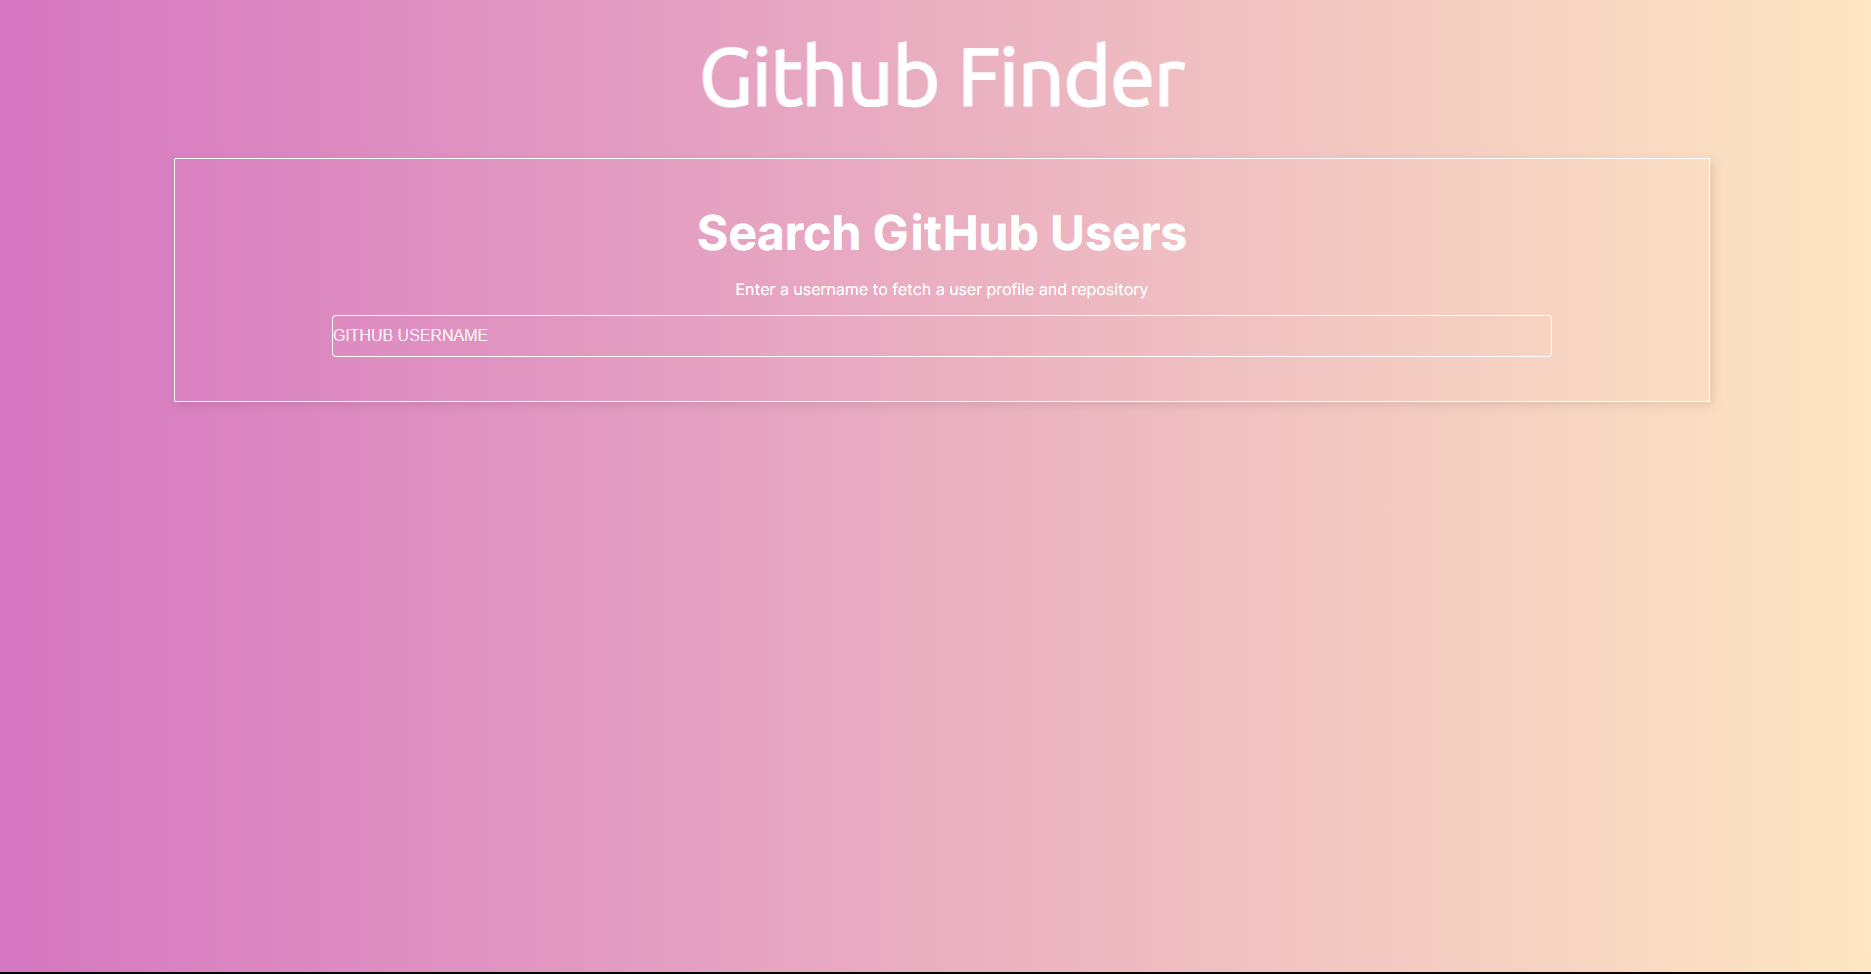 Github Finder
Search GitHub Users
Enter a username to fetch a user profile and repository
GITHUB USERNAME